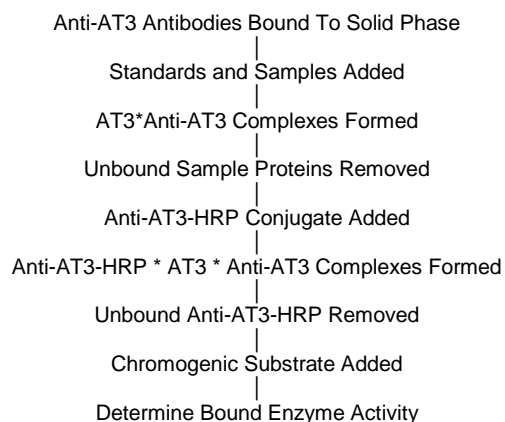 Anti-AT3 Antibodies Bound To Solid Phase
Standards and Samples Added
AT3*Anti-AT3 Complexes Formed
Unbound Sample Proteins Removed
Anti-AT3-HRP Conjugate Added
Anti-AT3-HRP * AT3 * Anti-AT3 Complexes Formed
Unbound Anti-AT3-HRP Removed
Chromogenic Substrate Added
Determine Bound Enzyme Activity